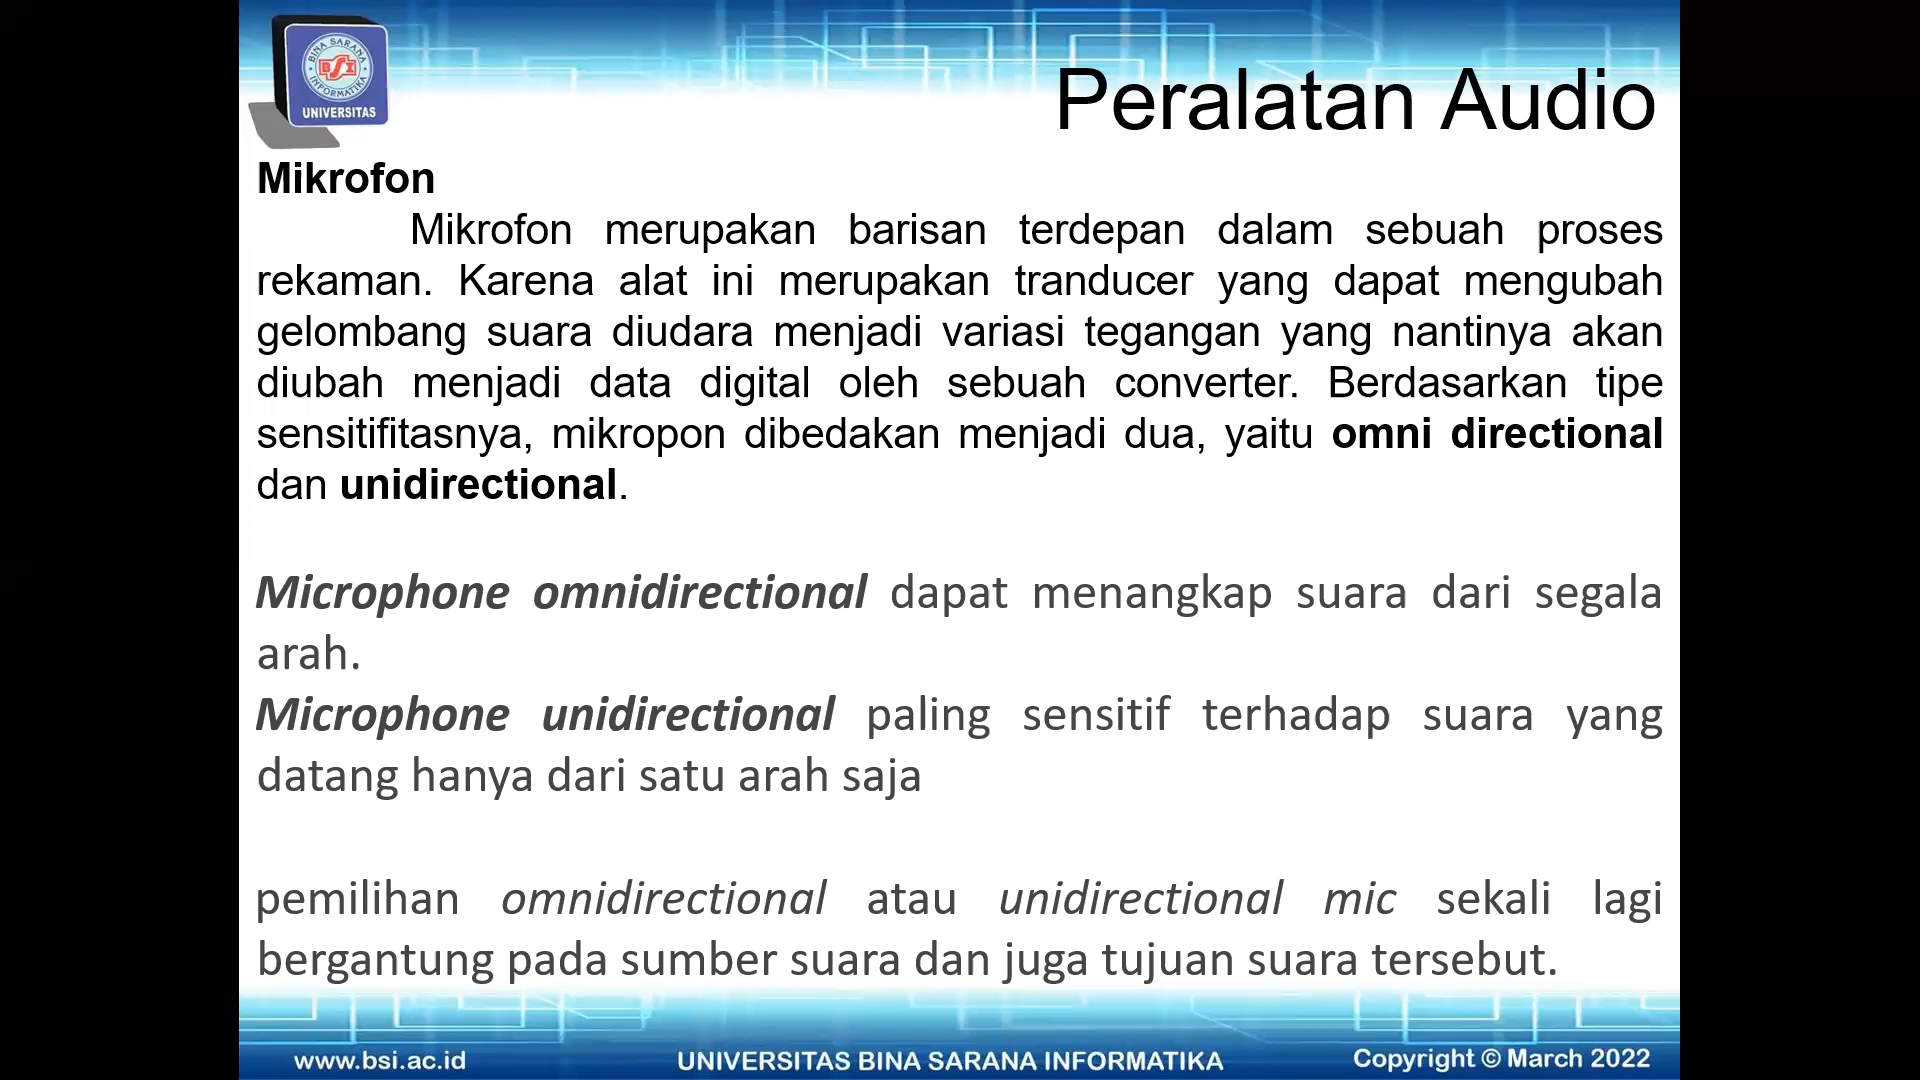 BINA SARANA
BSI
INFORMATIKA
UNIVERSITAS
Peralatan Audio
Mikrofon
Mikrofon merupakan barisan terdepan dalam sebuah proses
rekaman. Karena alat ini merupakan tranducer yang dapat mengubah
gelombang suara diudara menjadi variasi tegangan yang nantinya akan
diubah menjadi data digital oleh sebuah converter. Berdasarkan tipe
sensitifitasnya, mikropon dibedakan menjadi dua, yaitu omni directional
dan unidirectional.
Microphone omnidirectional dapat menangkap suara dari segala
arah.
Microphone unidirectional paling sensitif terhadap suara yang
datang hanya dari satu arah saja
pemilihan omnidirectional atau unidirectional mic sekali lagi
bergantung pada sumber suara dan juga tujuan suara tersebut.
www.bsi.ac.id
UNIVERSITAS BINA SARANA INFORMATIKA
Copyright © March 2022